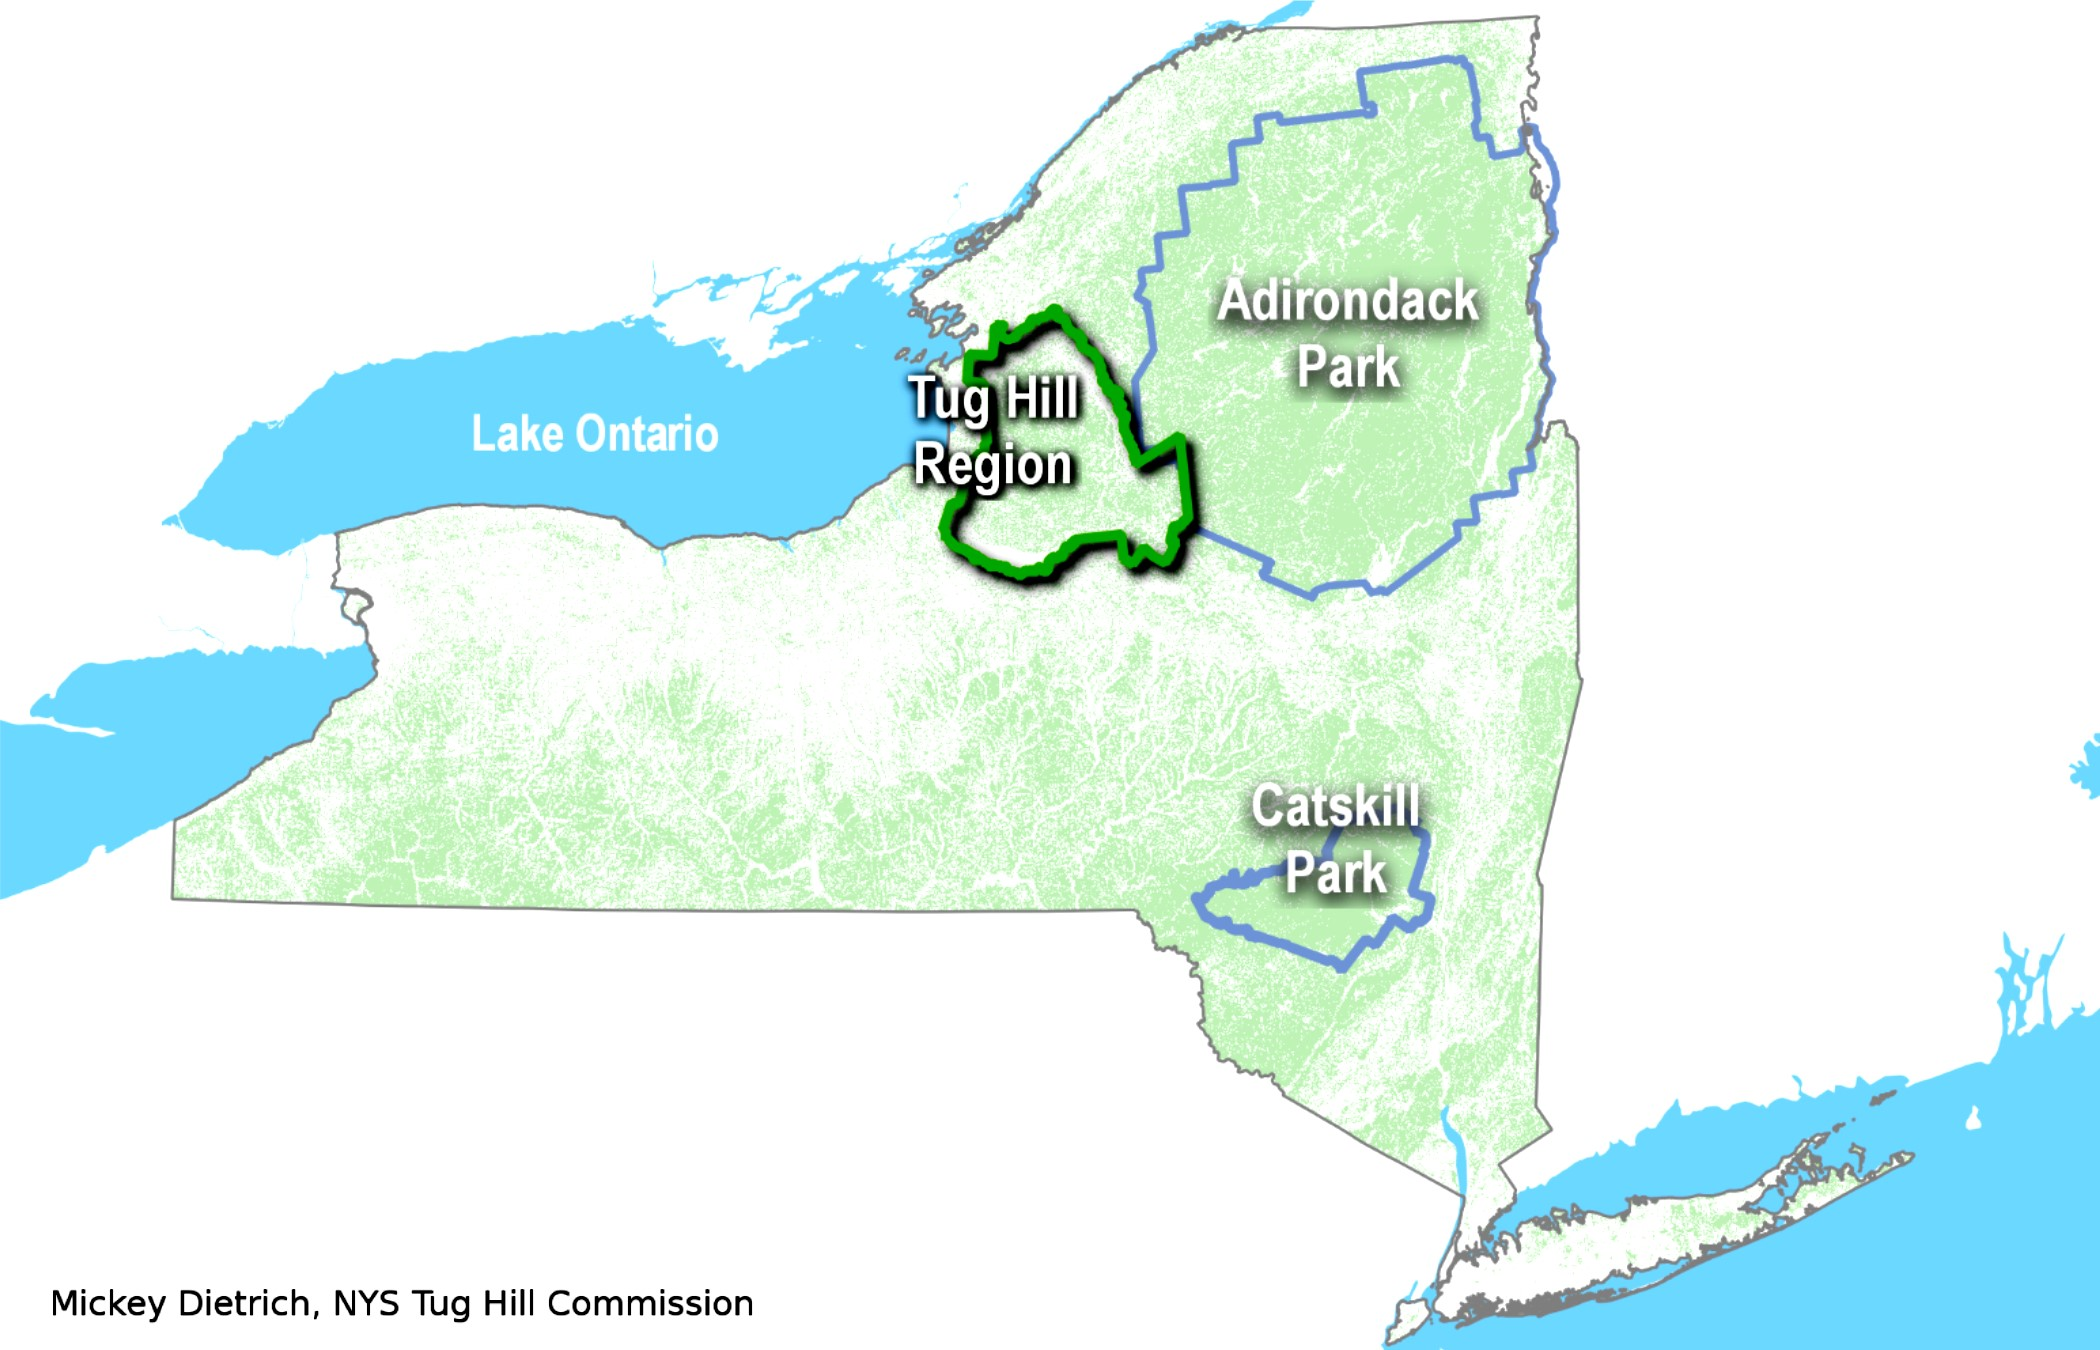 Adirondack
Park
Tug Hill
Region
Lake Ontario
Catskill
Park
Mickey Dietrich, NYS Tug Hill Commission